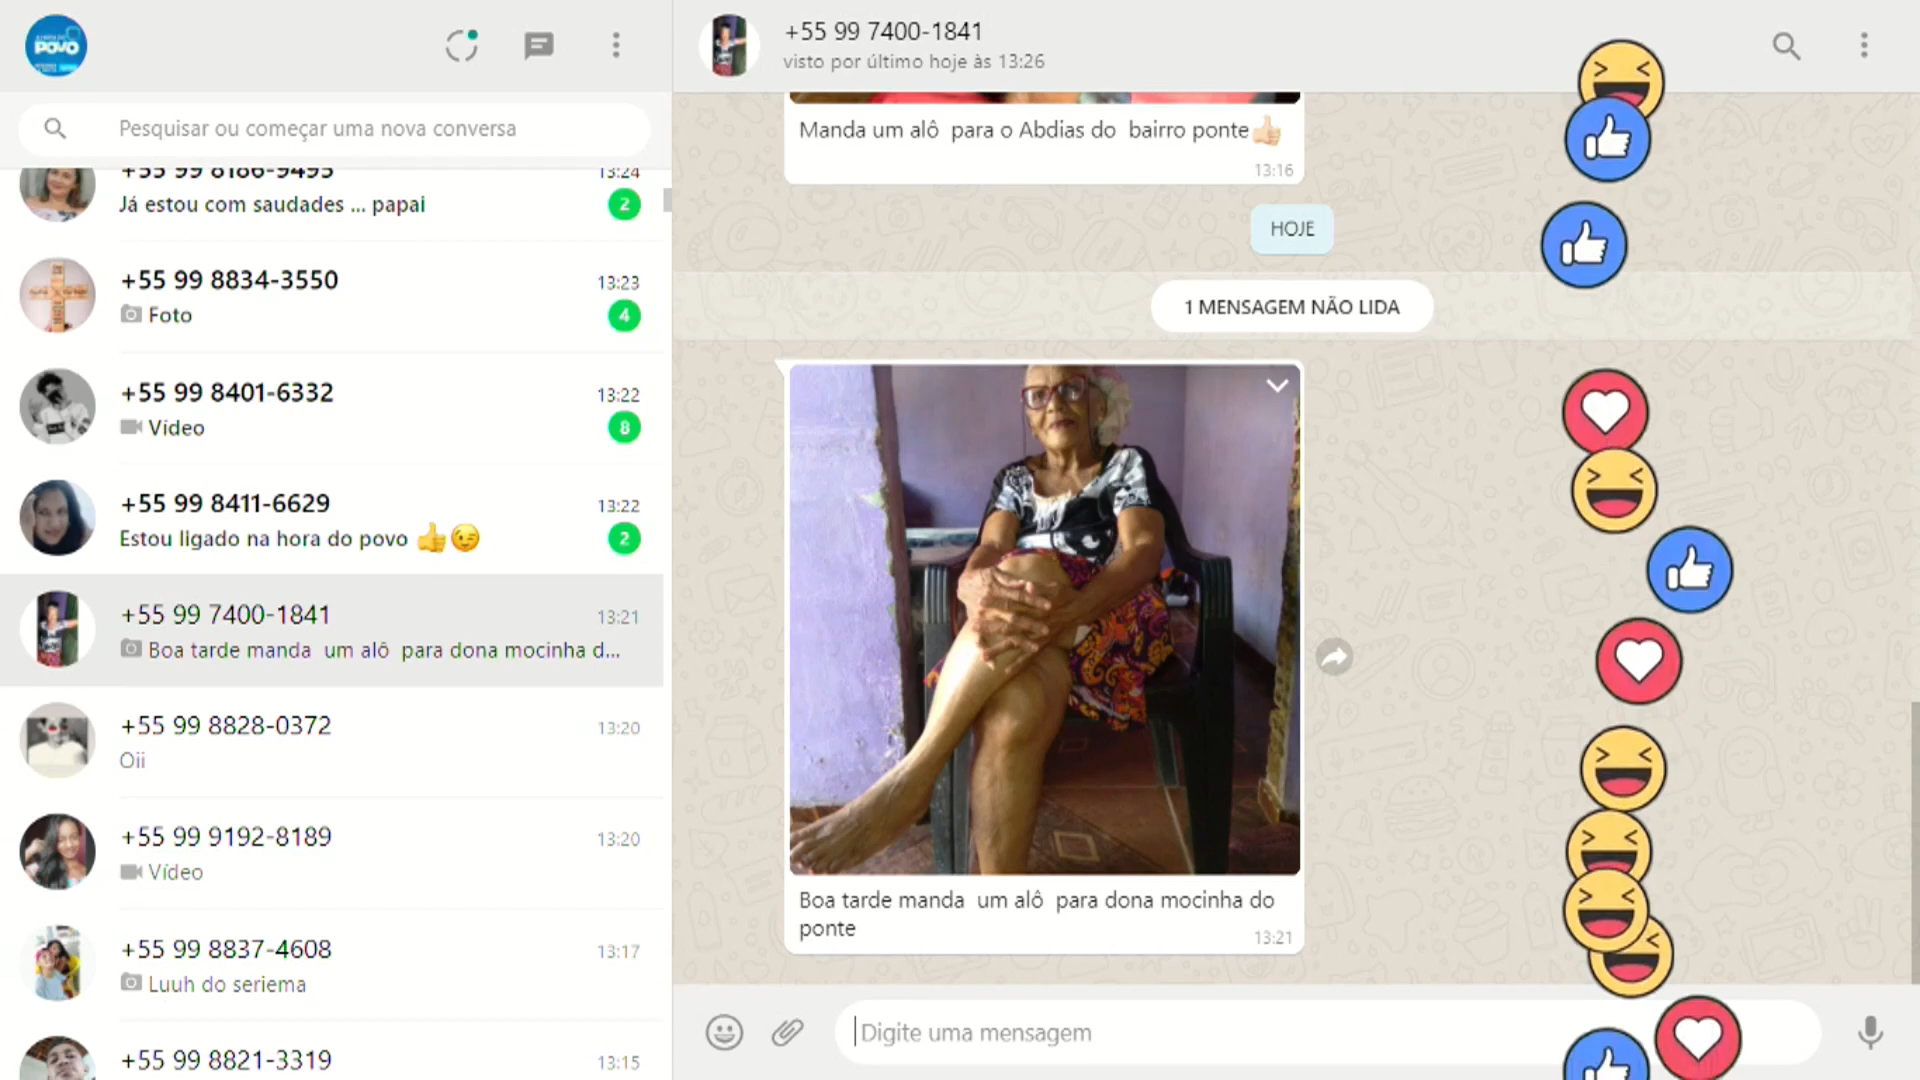 POVO
Pesquisar ou começar uma nova conversa
+55 99 8186-9495
13:24
Já estou com saudades ... papai
2
+55 99 8834-3550
13:23
Foto
4
+55 99 8401-6332
13:22
Vídeo
8
+55 99 8411-6629
13:22
Estou ligado na hora do povo 👍😉
2
+55 99 7400-1841
13:21
Boa tarde manda um alô para dona mocinha d...
+55 99 8828-0372
13:20
Oii
+55 99 9192-8189
13:20
Vídeo
+55 99 8837-4608
13:17
Luuh do seriema
+55 99 8821-3319
13:15
+55 99 7400-1841
visto por último hoje às 13:26
Manda um alô para o Abdias do bairro ponte👍🏻
13:16
HOJE
1 MENSAGEM NÃO LIDA
Boa tarde manda um alô para dona mocinha do
ponte
13:21
Digite uma mensagem